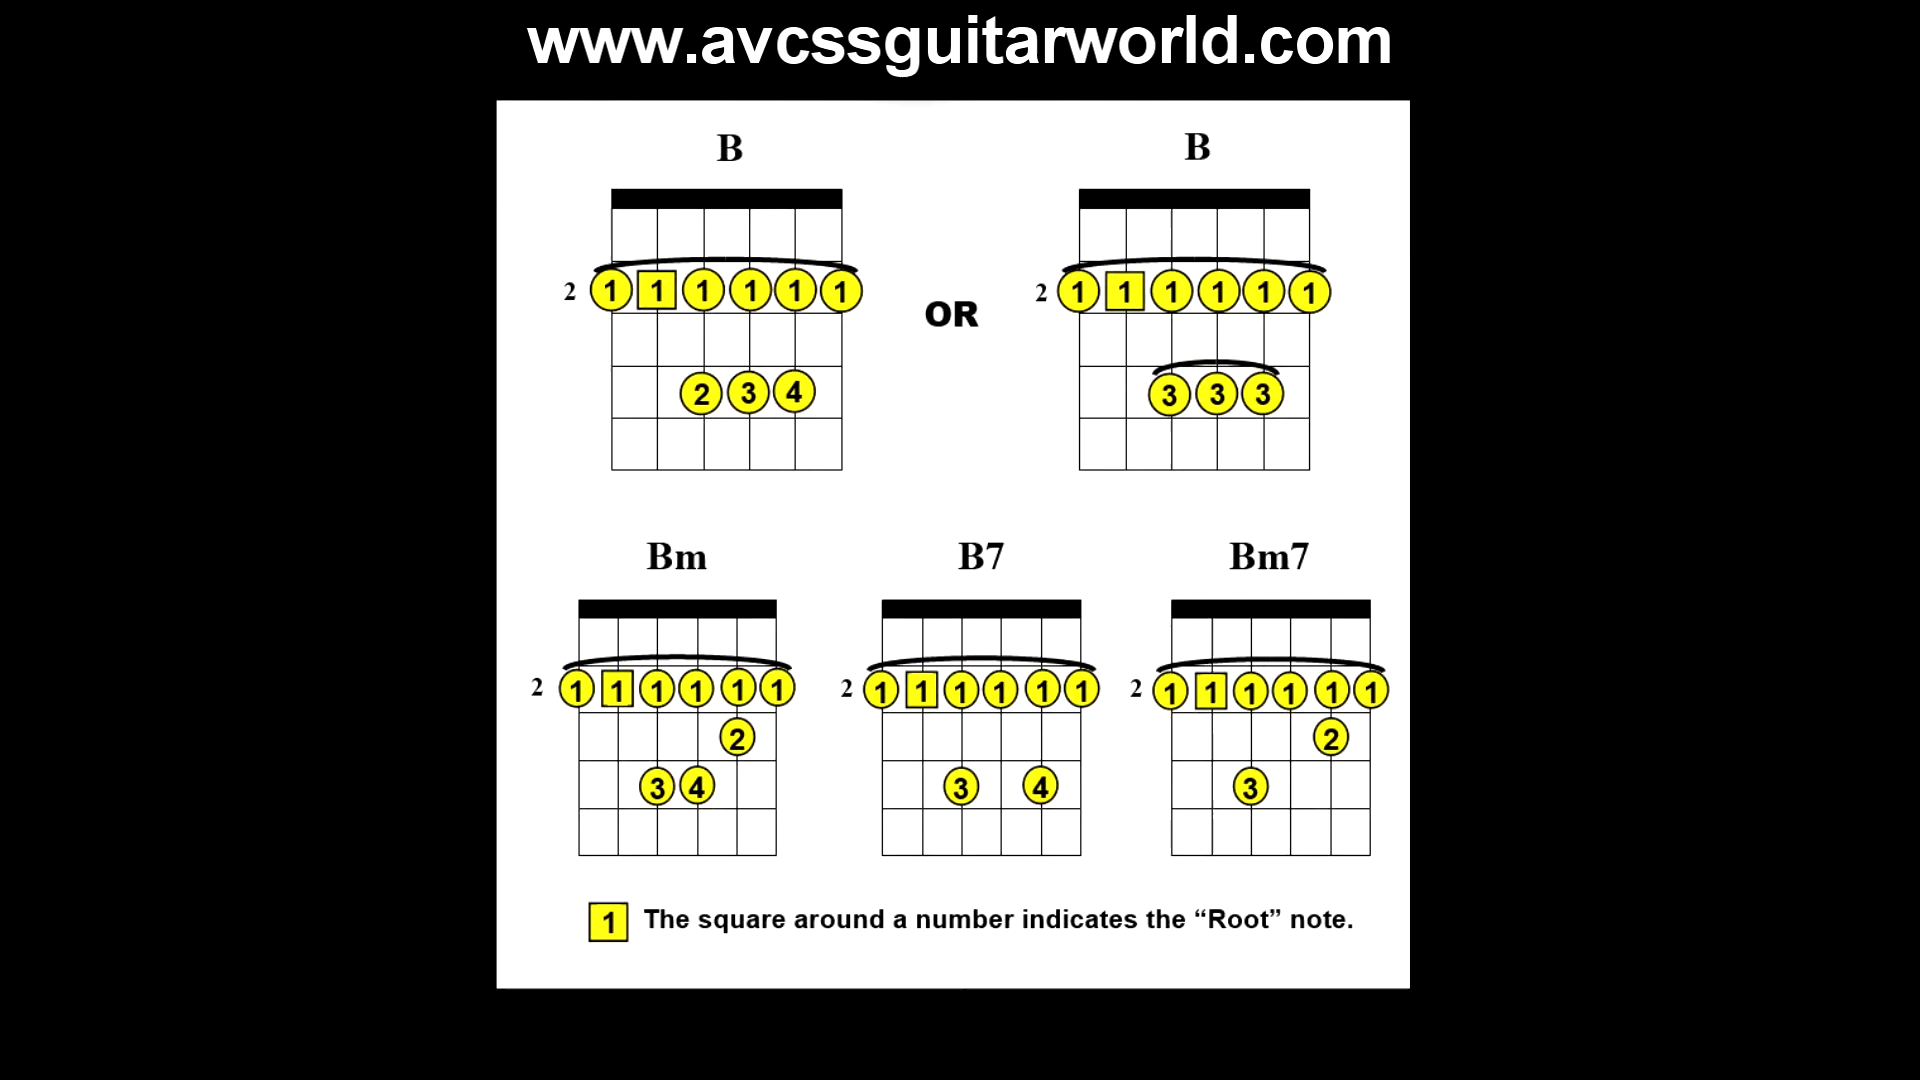 www.avcssguitarworld.com
B
B
2 1 1 1 1 1 1
OR
2 1 1 1 1 1 1
2 3 4
3 3 3
Bm
B7
Bm7
2 1 1 1 1 1 1
2 1 1 1 1 1 1
2 1 1 1 1 1 1
2
2
3 4
3 4
3
1 The square around a number indicates the “Root” note.